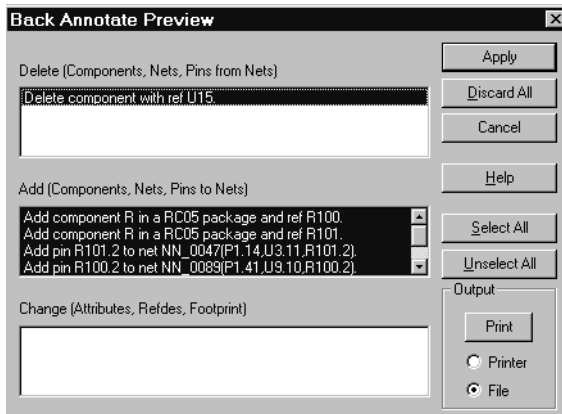 Back Annotate Preview
Delete (Components, Nets, Pins from Nets)
Delete component with ref U15.
Add (Components, Nets, Pins to Nets)
Add component R in a RC05 package and ref R100.
Add component R in a RC05 package and ref R101.
Add pin R101.2 to net NN_0047(P1.14,U3.11,R101.2).
Add pin R100.2 to net NN_0089(P1.41,U9.10,R100.2).
Change (Attributes, Refdes, Footprint)
Apply
Discard All
Cancel
Help
Select All
Unselect All
Output
Print
Printer
File